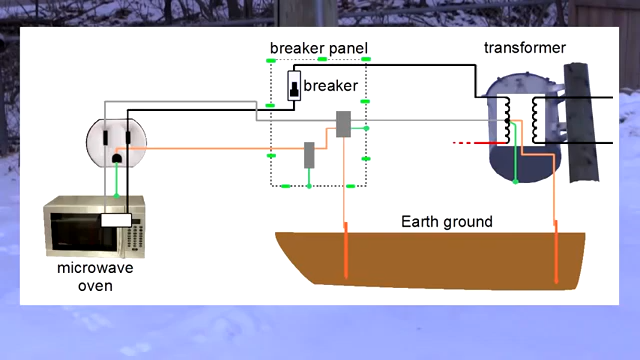 breaker panel
transformer
breaker
Earth ground
microwave
oven